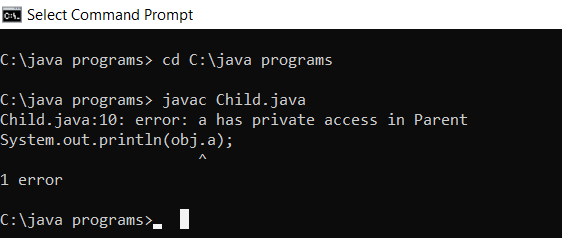 Select Command Prompt
C:\java programs> cd C:\java programs
C:\java programs> javac Child.java
Child.java:10: error: a has private access in Parent
System.out.println(obj.a);
^
1 error
C:\java programs>